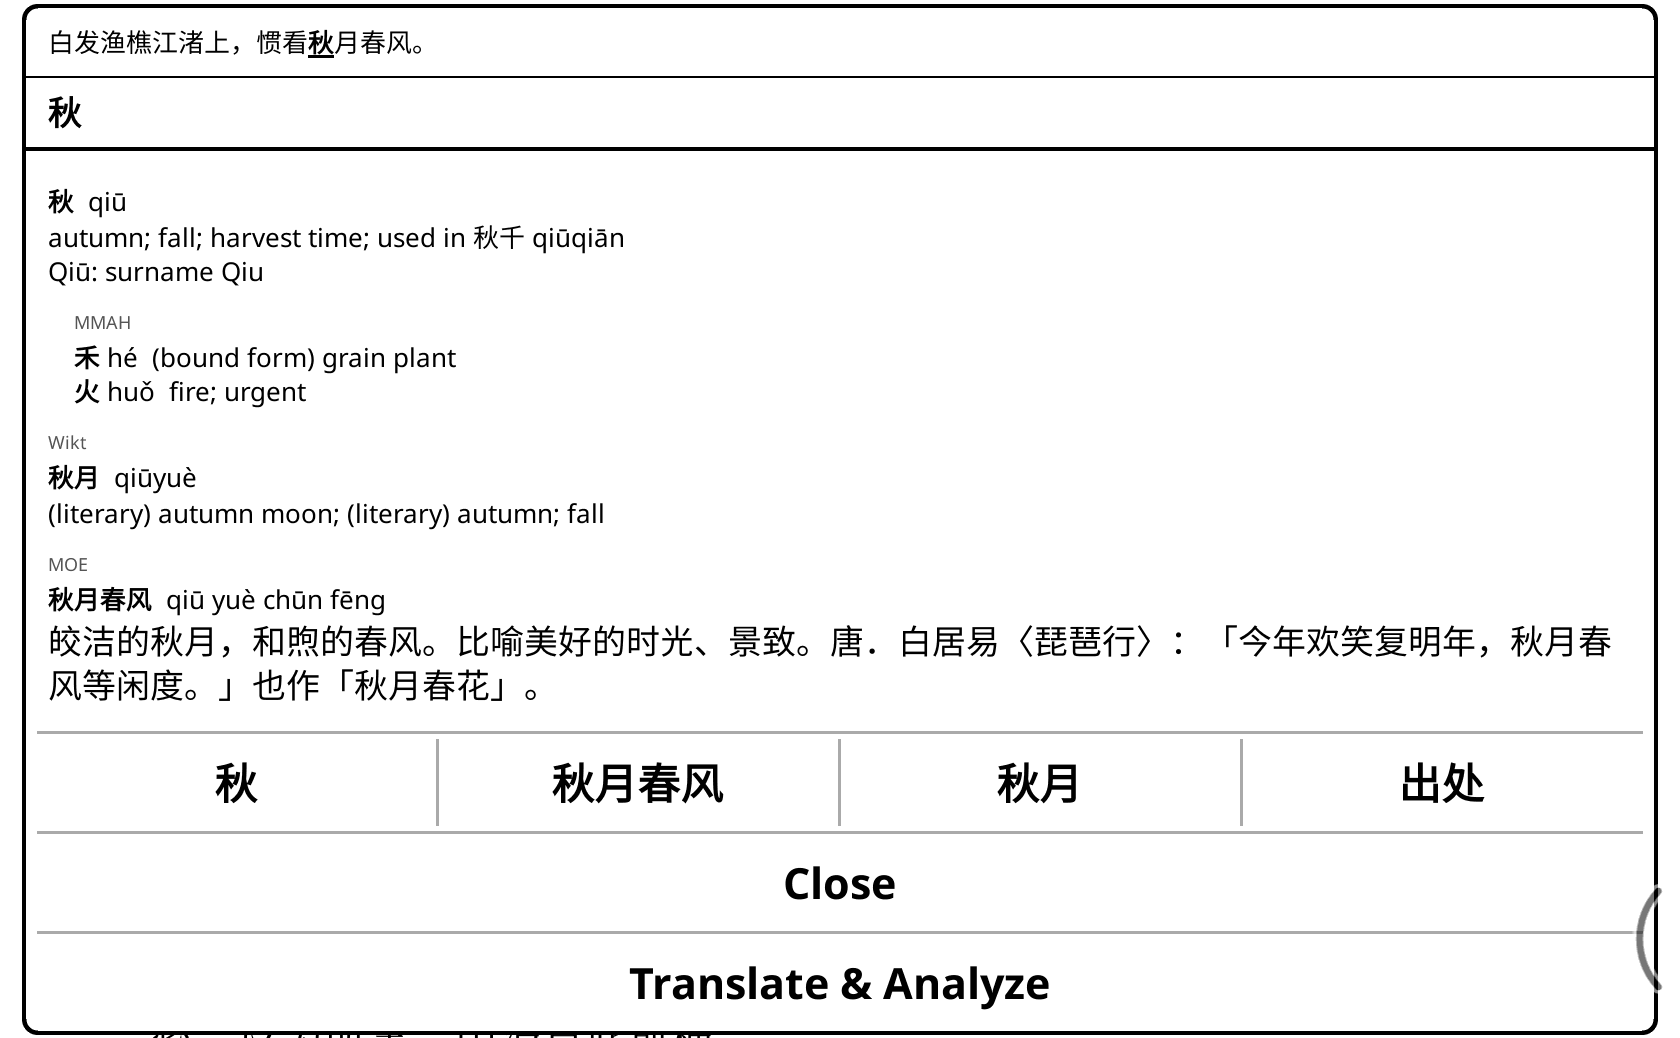 白发渔樵江渚上，惯看秋月春风。
秋
秋 qiū
autumn; fall; harvest time; used in 秋千 qiūqiān
Qiū: surname Qiu
MMAH
禾 hé (bound form) grain plant
火 huǒ fire; urgent
Wikt
秋月 qiūyuè
(literary) autumn moon; (literary) autumn; fall
MOE
秋月春风 qiū yuè chūn fēng
皎洁的秋月，和煦的春风。比喻美好的时光、景致。唐．白居易〈琵琶行〉：「今年欢笑复明年，秋月春
风等闲度。」也作「秋月春花」。
秋 秋月春风 秋月 出处
Close
Translate & Analyze